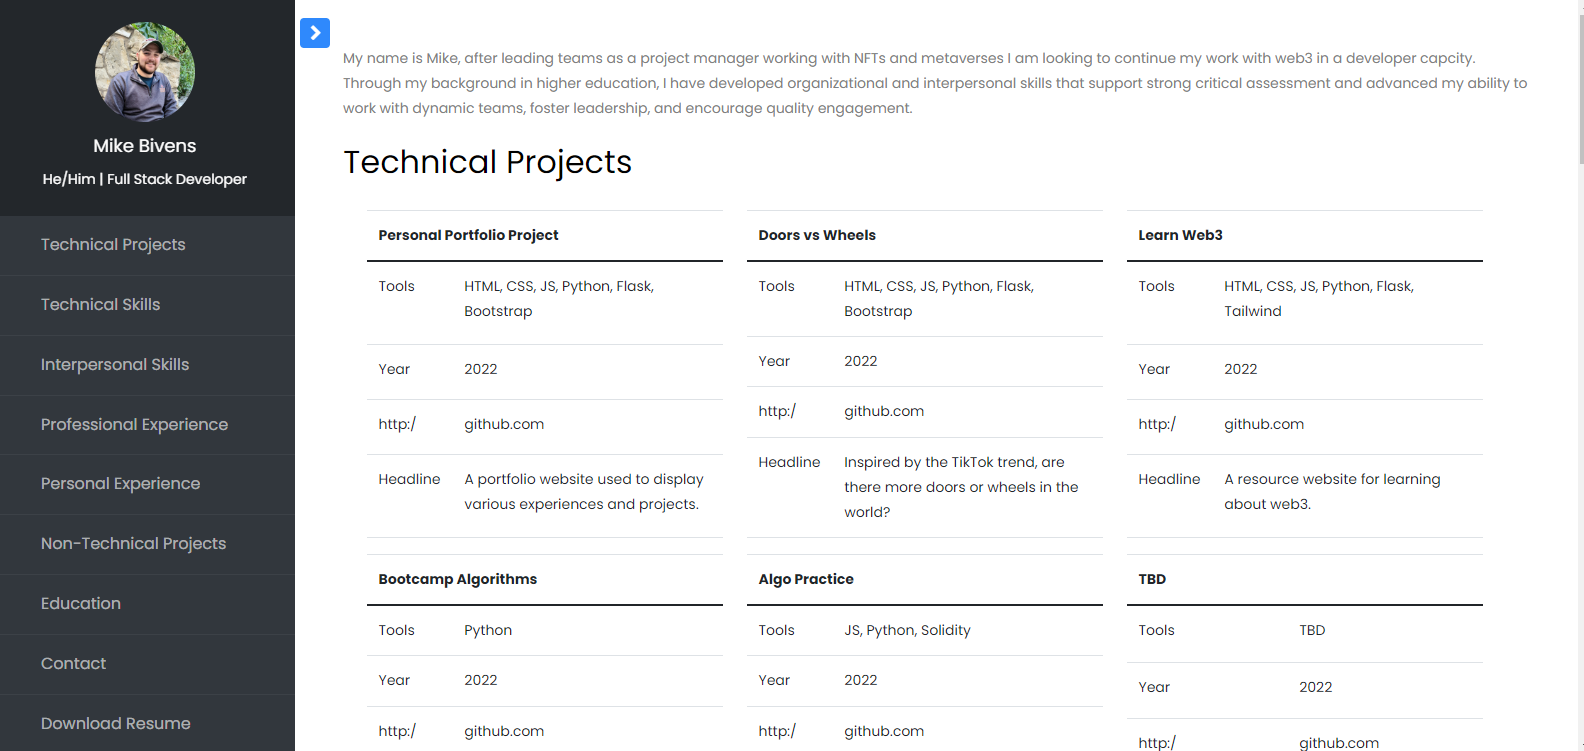 Mike Bivens
He/Him | Full Stack Developer
Technical Projects
Technical Skills
Interpersonal Skills
Professional Experience
Personal Experience
Non-Technical Projects
Education
Contact
Download Resume
My name is Mike, after leading teams as a project manager working with NFTs and metaverses I am looking to continue my work with web3 in a developer capcity.
Through my background in higher education, I have developed organizational and interpersonal skills that support strong critical assessment and advanced my ability to
work with dynamic teams, foster leadership, and encourage quality engagement.
Technical Projects
Personal Portfolio Project
Tools HTML, CSS, JS, Python, Flask,
Bootstrap
Year 2022
http:/ github.com
Headline A portfolio website used to display
various experiences and projects.
Doors vs Wheels
Tools HTML, CSS, JS, Python, Flask,
Bootstrap
Year 2022
http:/ github.com
Headline Inspired by the TikTok trend, are
there more doors or wheels in the
world?
Learn Web3
Tools HTML, CSS, JS, Python, Flask,
Tailwind
Year 2022
http:/ github.com
Headline A resource website for learning
about web3.
Bootcamp Algorithms
Tools Python
Year 2022
http:/ github.com
Algo Practice
Tools JS, Python, Solidity
Year 2022
http:/ github.com
TBD
Tools TBD
Year 2022
http:/ github.com